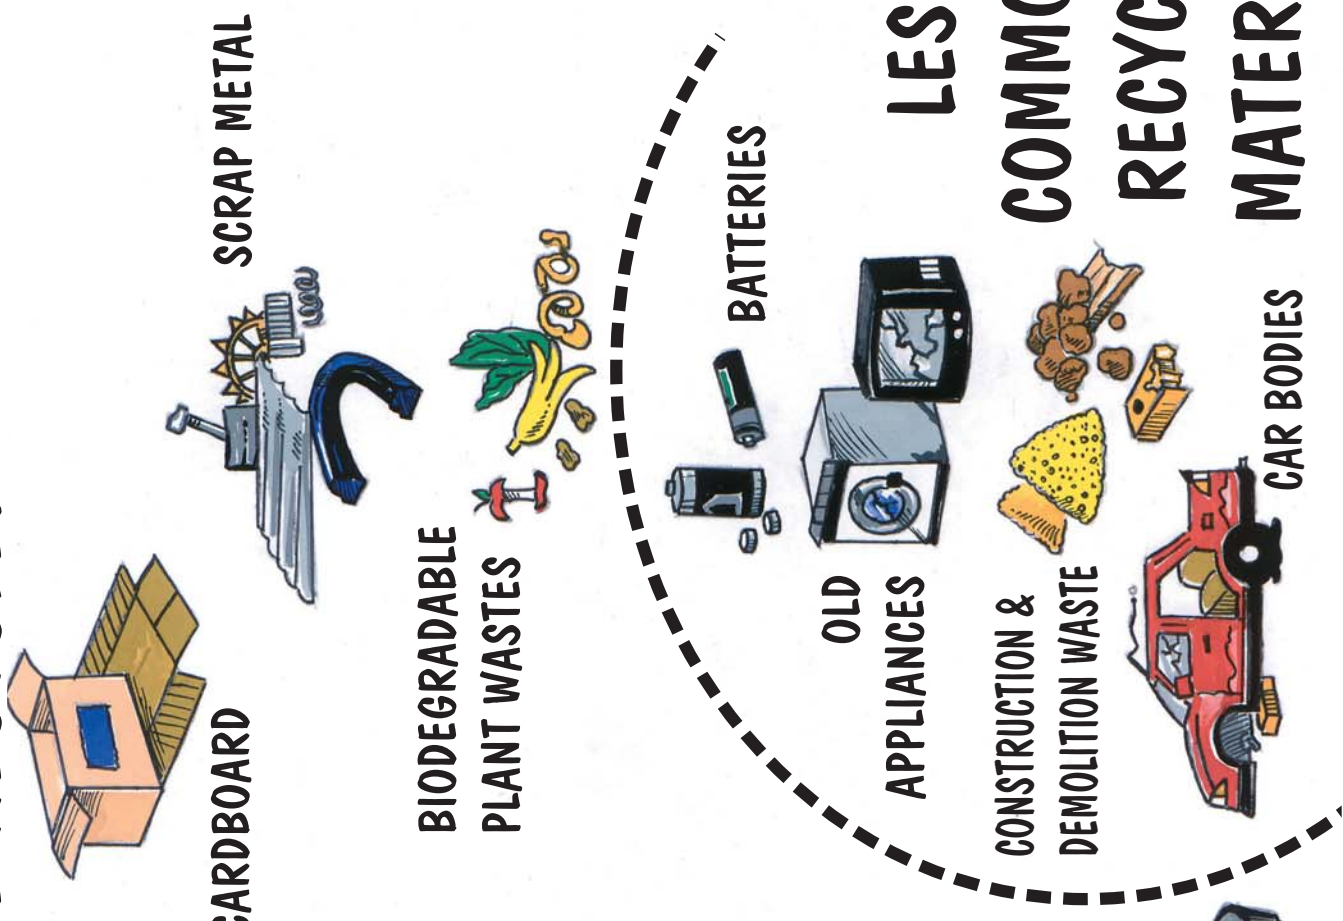 SCRAP METAL
CARDBOARD
BIODEGRADABLE
PLANT WASTES
BATTERIES
OLD
APPLIANCES
LES
COMMO
CONSTRUCTION &
DEMOLITION WASTE
RECYC
MATER
CAR BODIES